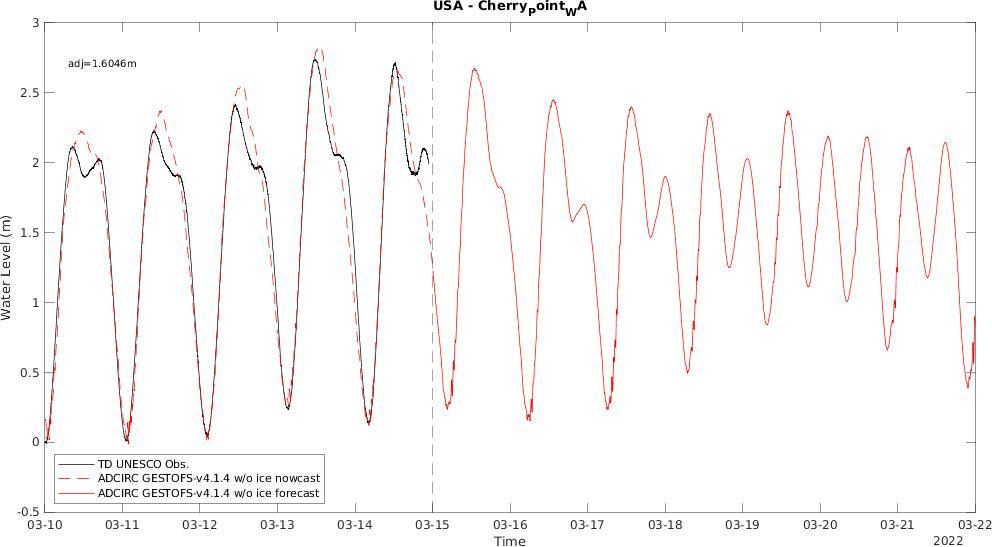 USA - CherryPointWA
adj=1.6046m
Water Level (m)
3
2.5
2
1.5
1
0.5
0
-0.5
TD UNESCO Obs.
ADCIRC GESTOFS-v4.1.4 w/o ice nowcast
ADCIRC GESTOFS-v4.1.4 w/o ice forecast
03-10 03-11 03-12 03-13 03-14 03-15 03-16 03-17 03-18 03-19 03-20 03-21 03-22
Time
2022